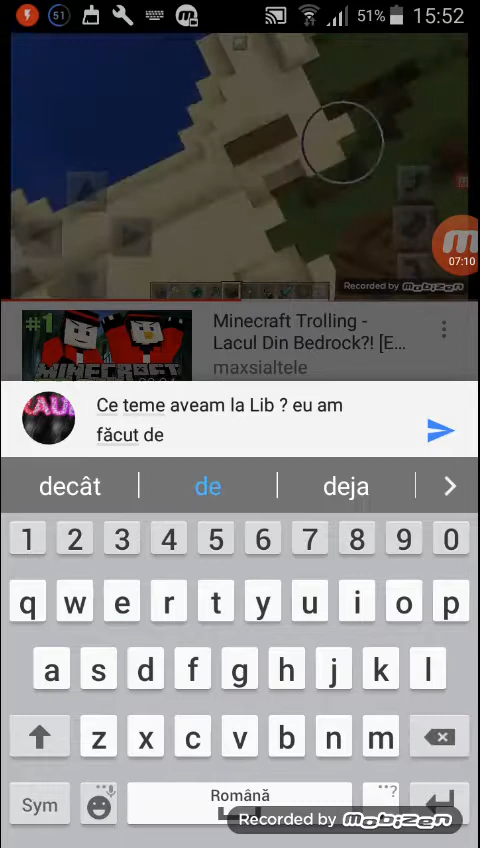 51
51%
15:52
07:10
Recorded by mobizen
#1
MINECRAFT
Minecraft Trolling -
Lacul Din Bedrock?! [E...
maxsialtele
Ce teme aveam la Lib ? eu am
făcut de
decât
de
deja
1 2 3 4 5 6 7 8 9 0
q w e r t y u i o p
a s d f g h j k l
z x c v b n m
Sym
Română
Recorded by mobizen